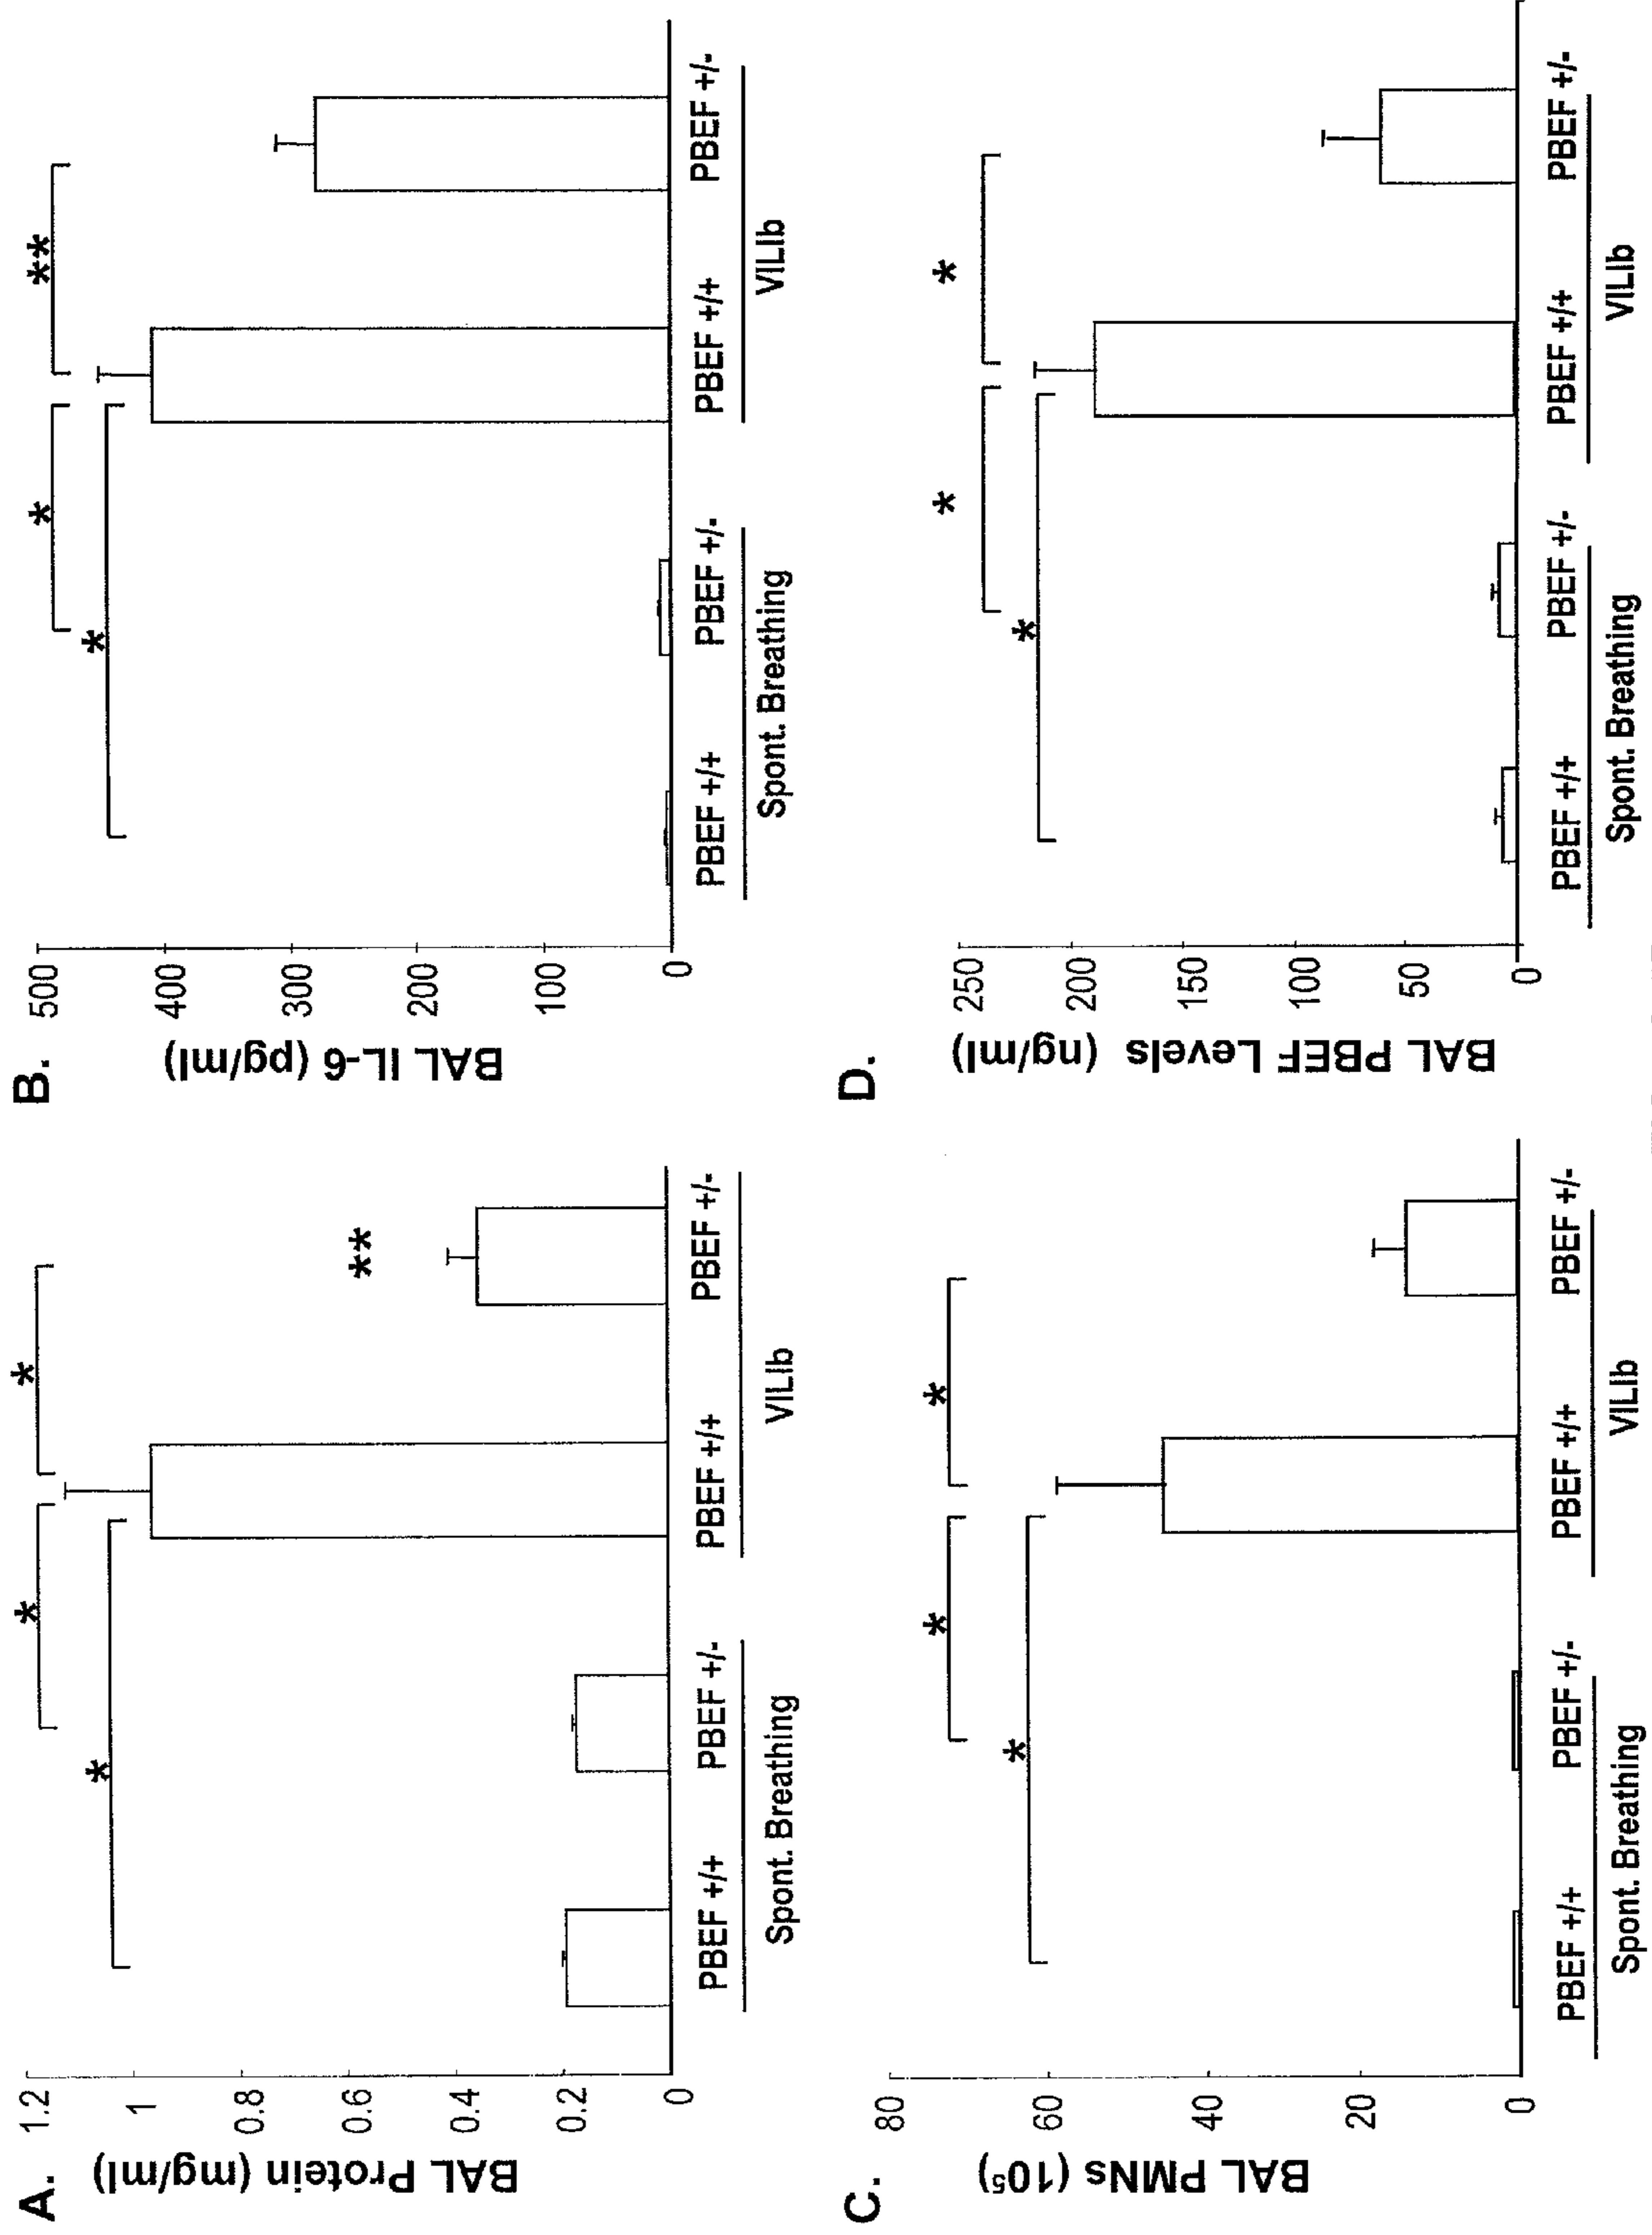 A.
BAL Protein (mg/ml)
1.2
1
0.8
0.6
0.4
0.2
0
*
*
*
**
PBEF +/+
PBEF +/-
PBEF +/+
PBEF +/-
Spont. Breathing
VILIb
B.
BAL IL-6 (pg/ml)
500
400
300
200
100
0
*
*
**
PBEF +/+
PBEF +/-
PBEF +/+
PBEF +/-
Spont. Breathing
VILIb
C.
BAL PMNs (10⁵)
80
60
40
20
0
*
*
*
PBEF +/+
PBEF +/-
PBEF +/+
PBEF +/-
Spont. Breathing
VILIb
D.
BAL PBEF Levels (ng/ml)
250
200
150
100
50
0
*
*
*
PBEF +/+
PBEF +/-
PBEF +/+
PBEF +/-
Spont. Breathing
VILIb